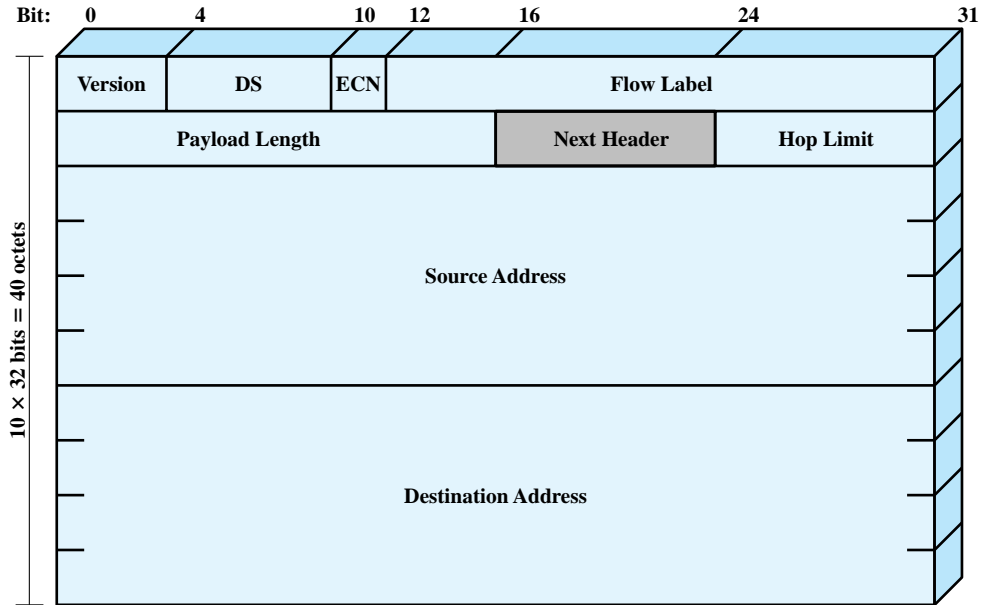 Bit: 0 4 10 12 16 24 31
Version DS ECN Flow Label
Payload Length Next Header Hop Limit
Source Address
10 × 32 bits = 40 octets
Destination Address